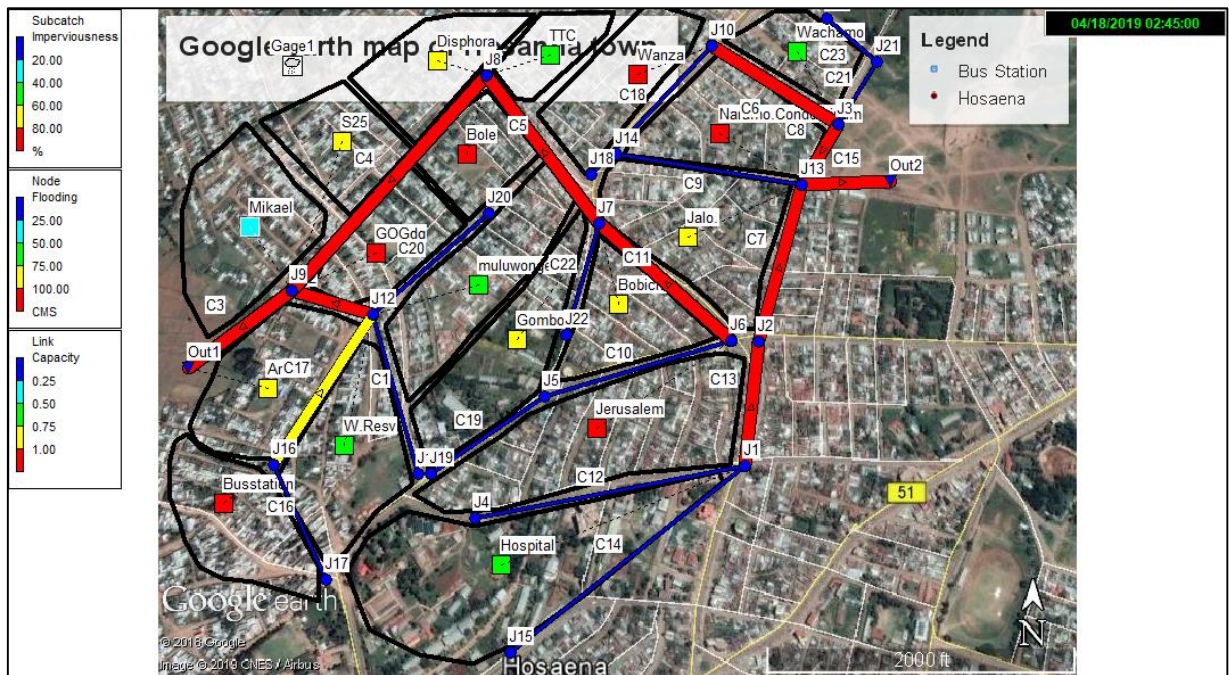 Subcatch
Imperviousness
20.00
40.00
60.00
80.00
%
Node
Flooding
25.00
50.00
75.00
100.00
CMS
Link
Capacity
0.25
0.50
0.75
1.00
04/18/2019 02:45:00
Google earth map of
town
Legend
Bus Station
Hosaena
Gage1
Disphora
TTC
Wanza
Wachamo
J10
J21
C23
C21
J8
C18
C6
J3
C5
C8
S25
C4
Bole
J14
J18
C15
J13
Out2
C9
Mikael
J20
J7
Jalo.
C7
GOGdg
C20
muluwong
C22
C11
J9
C3
J12
Bobich
Gombo
J22
J6
J2
Out1
Ar
C17
C1
C10
C13
J5
Jerusalem
W.Resv
C19
J16
J19
J1
C12
Busstation
C16
J4
Hospital
C14
J17
51
Google earth
© 2018 Google
Image © 2019 CNES / Airbus
J15
Hosaena
N
2000 ft